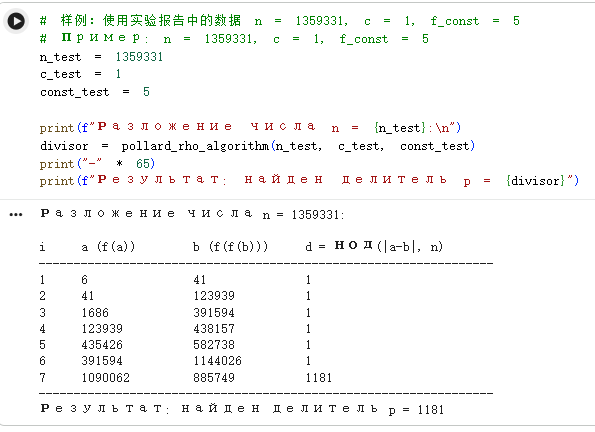 # 样例: 使用实验报告中的数据 n = 1359331, c = 1, f_const = 5
# Пример: n = 1359331, c = 1, f_const = 5
n_test = 1359331
c_test = 1
const_test = 5
print(f"Разложение числа n = {n_test}:\n")
divisor = pollard_rho_algorithm(n_test, c_test, const_test)
print("-" * 65)
print(f"Результат: найден делитель p = {divisor}")
Разложение числа n = 1359331:
i a (f(a)) b (f(f(b))) d = НОД(|a-b|, n)
-----------------------------------------------------------------
1 6 41 1
2 41 123939 1
3 1686 391594 1
4 123939 438157 1
5 435426 582738 1
6 391594 1144026 1
7 1090062 885749 1181
-----------------------------------------------------------------
Результат: найден делитель p = 1181